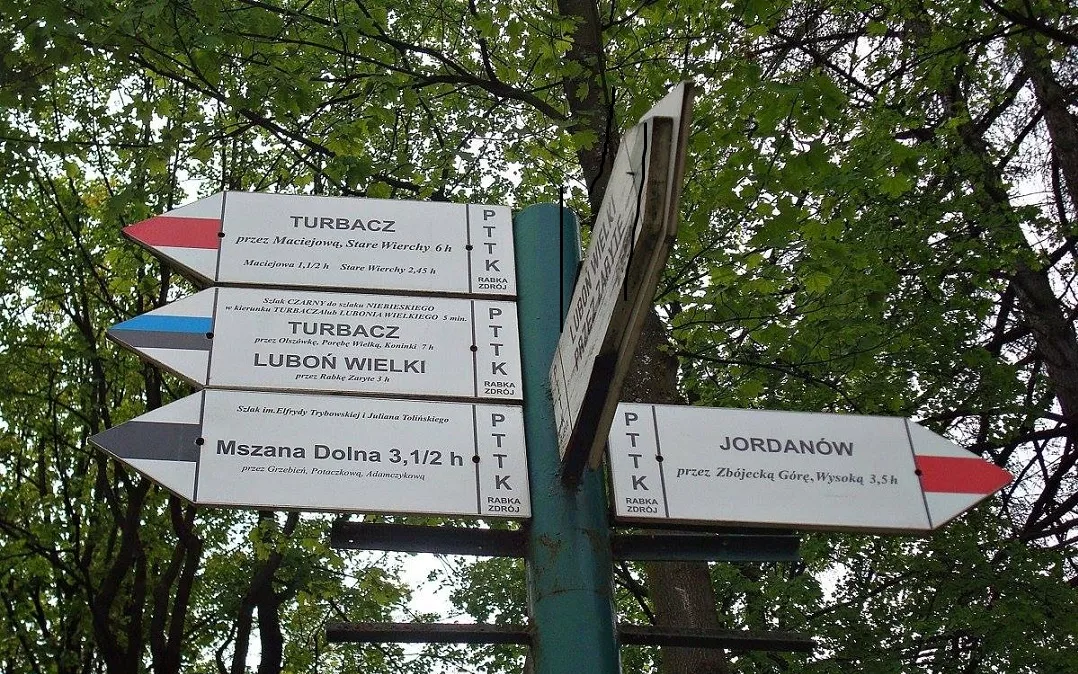 TURBACZ
przez Maciejową, Stare Wierchy 6 h
Maciejowa 1,1/2 h Stare Wierchy 2,45 h
PTTK
RABKA
ZDRÓJ
Szlak CZARNY do szlaku NIEBIESKIEGO
w kierunku TURBACZA lub LUBONIA WIELKIEGO 5 min.
TURBACZ
przez Olszówkę, Porębę Wielką, Koninki 7 h
LUBOŃ WIELKI
przez Rabkę Zaryte 3 h
PTTK
RABKA
ZDRÓJ
Szlak im. Elfrydy Trybowskiej i Juliana Tolińskiego
Mszana Dolna 3,1/2 h
przez Grzebień, Potaczkową, Adamczykową
PTTK
RABKA
ZDRÓJ
LUBOŃ WIELKI
ZARYTE
PTTK
RABKA
ZDRÓJ
JORDANÓW
przez Zbójecką Górę, Wysoką 3,5 h